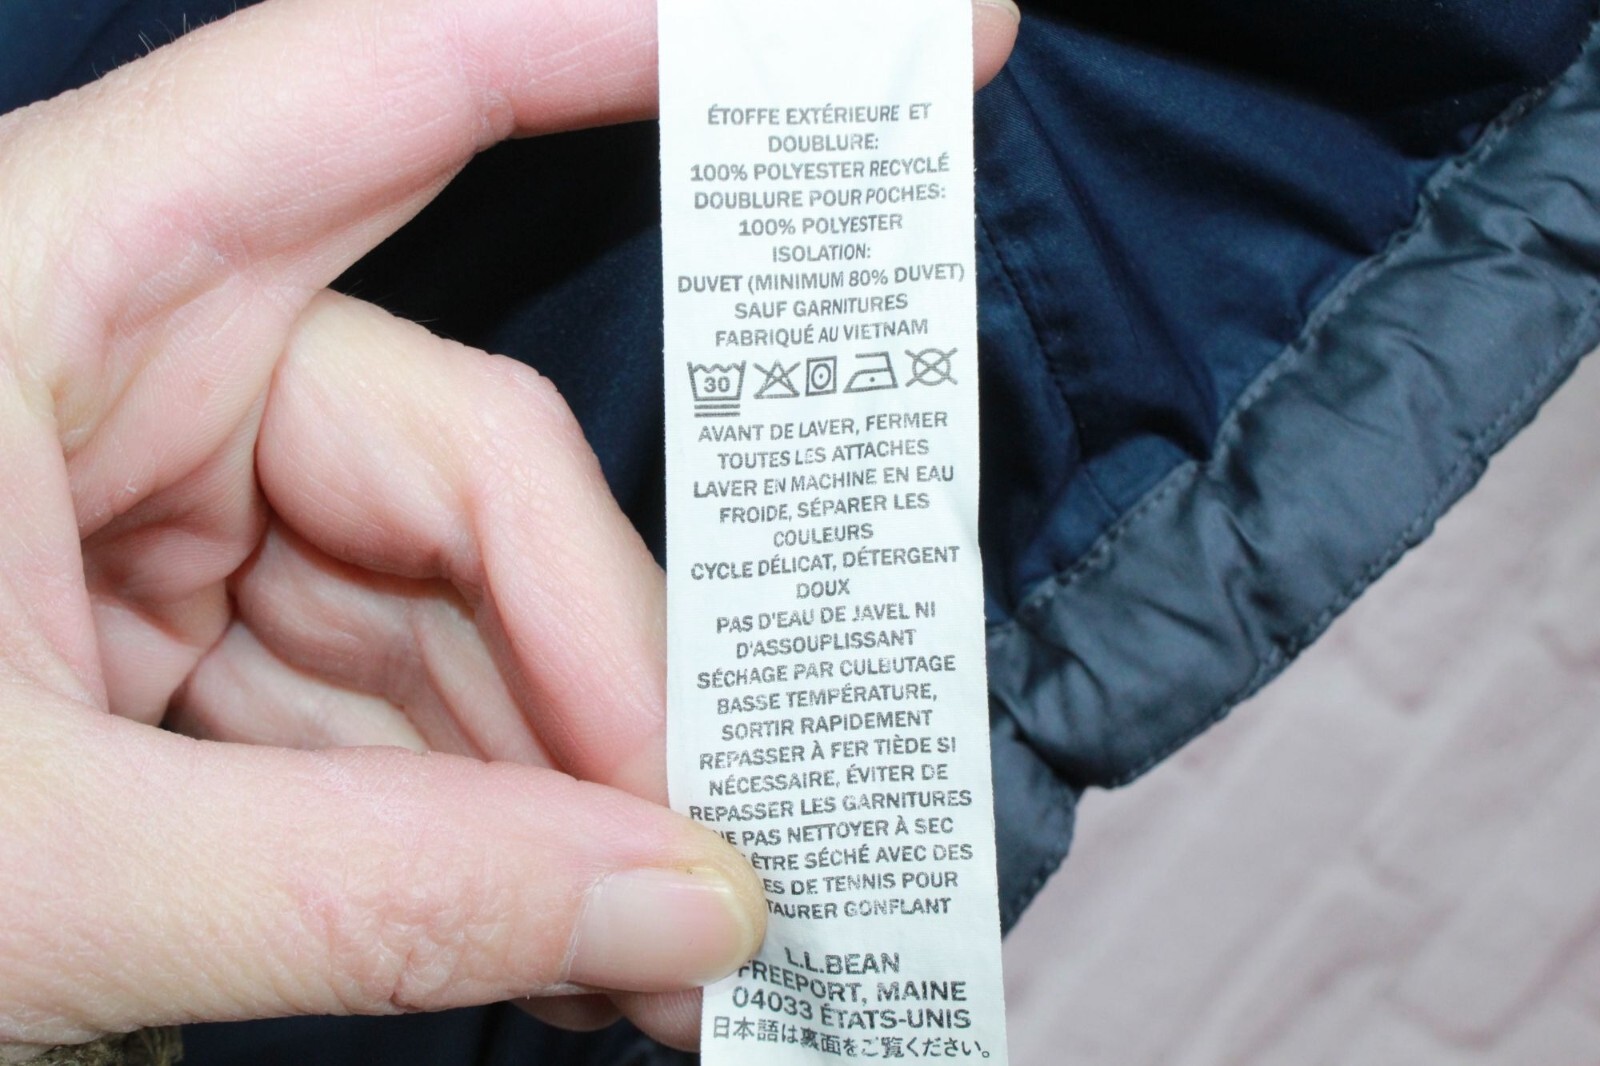 ÉTOFFE EXTÉRIEURE ET
DOUBLURE:
100% POLYESTER RECYCLÉ
DOUBLURE POUR POCHES:
100% POLYESTER
ISOLATION:
DUVET (MINIMUM 80% DUVET)
SAUF GARNITURES
FABRIQUÉ AU VIETNAM
30
AVANT DE LAVER, FERMER
TOUTES LES ATTACHES
LAVER EN MACHINE EN EAU
FROIDE, SÉPARER LES
COULEURS
CYCLE DÉLICAT, DÉTERGENT
DOUX
PAS D'EAU DE JAVEL NI
D'ASSOUPLISSANT
SÉCHAGE PAR CULBUTAGE
BASSE TEMPÉRATURE,
SORTIR RAPIDEMENT
REPASSER À FER TIÈDE SI
NÉCESSAIRE, ÉVITER DE
REPASSER LES GARNITURES
NE PAS NETTOYER À SEC
ÊTRE SÉCHÉ AVEC DES
DE TENNIS POUR
GONFLANT
L.L.BEAN
FREEPORT, MAINE
04033 ÉTATS-UNIS
日本語は裏面をご覧ください。